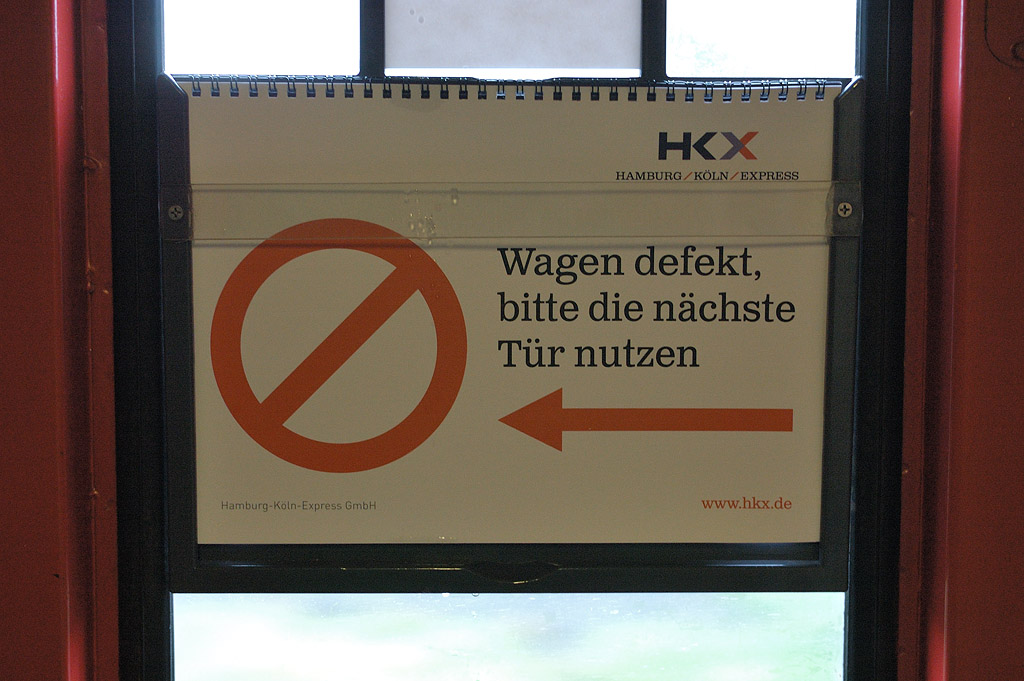 HKX
HAMBURG/KÖLN/EXPRESS
Wagen defekt,
bitte die nächste
Tür nutzen
Hamburg-Köln-Express GmbH
www.hkx.de